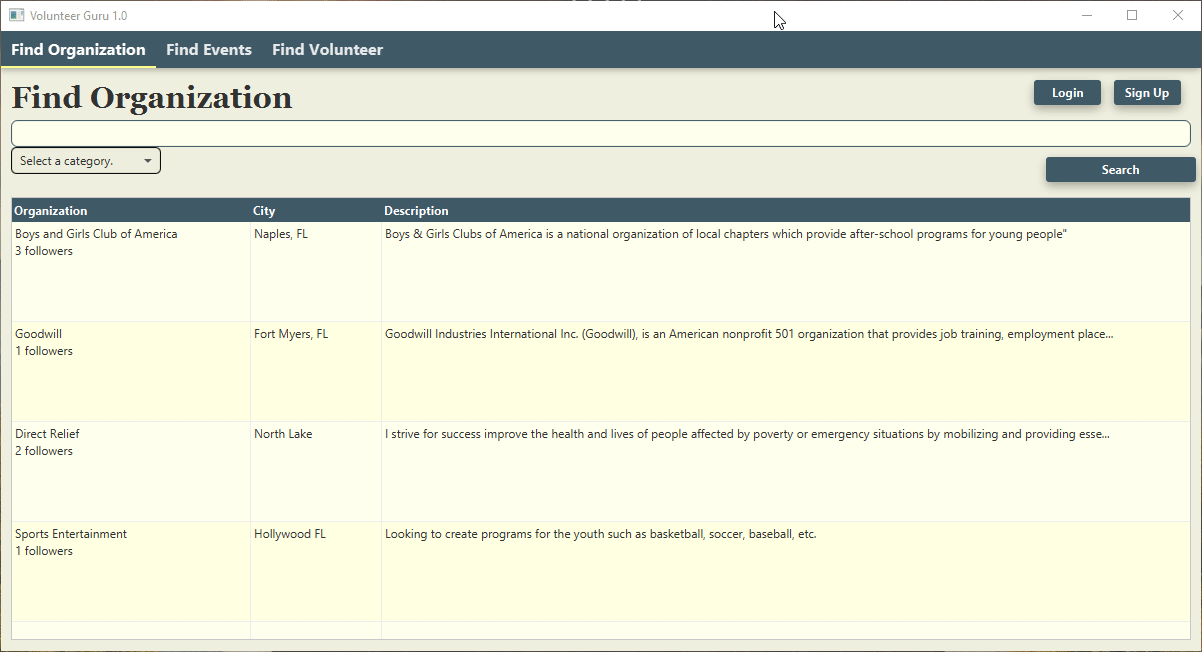 Volunteer Guru 1.0
Find Organization Find Events Find Volunteer
Find Organization
Login Sign Up
Select a category.
Search
Organization City Description
Boys and Girls Club of America Naples, FL Boys & Girls Clubs of America is a national organization of local chapters which provide after-school programs for young people"
3 followers
Goodwill Fort Myers, FL Goodwill Industries International Inc. (Goodwill), is an American nonprofit 501 organization that provides job training, employment place...
1 followers
Direct Relief North Lake I strive for success improve the health and lives of people affected by poverty or emergency situations by mobilizing and providing esse...
2 followers
Sports Entertainment Hollywood FL Looking to create programs for the youth such as basketball, soccer, baseball, etc.
1 followers